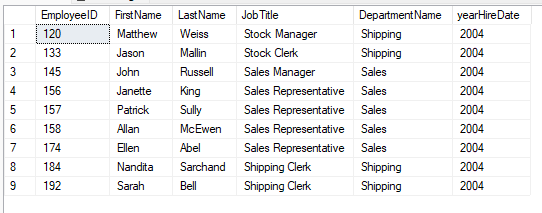 EmployeeID FirstName LastName JobTitle DepartmentName yearHireDate
1 120 Matthew Weiss Stock Manager Shipping 2004
2 133 Jason Mallin Stock Clerk Shipping 2004
3 145 John Russell Sales Manager Sales 2004
4 156 Janette King Sales Representative Sales 2004
5 157 Patrick Sully Sales Representative Sales 2004
6 158 Allan McEwen Sales Representative Sales 2004
7 174 Ellen Abel Sales Representative Sales 2004
8 184 Nandita Sarchand Shipping Clerk Shipping 2004
9 192 Sarah Bell Shipping Clerk Shipping 2004